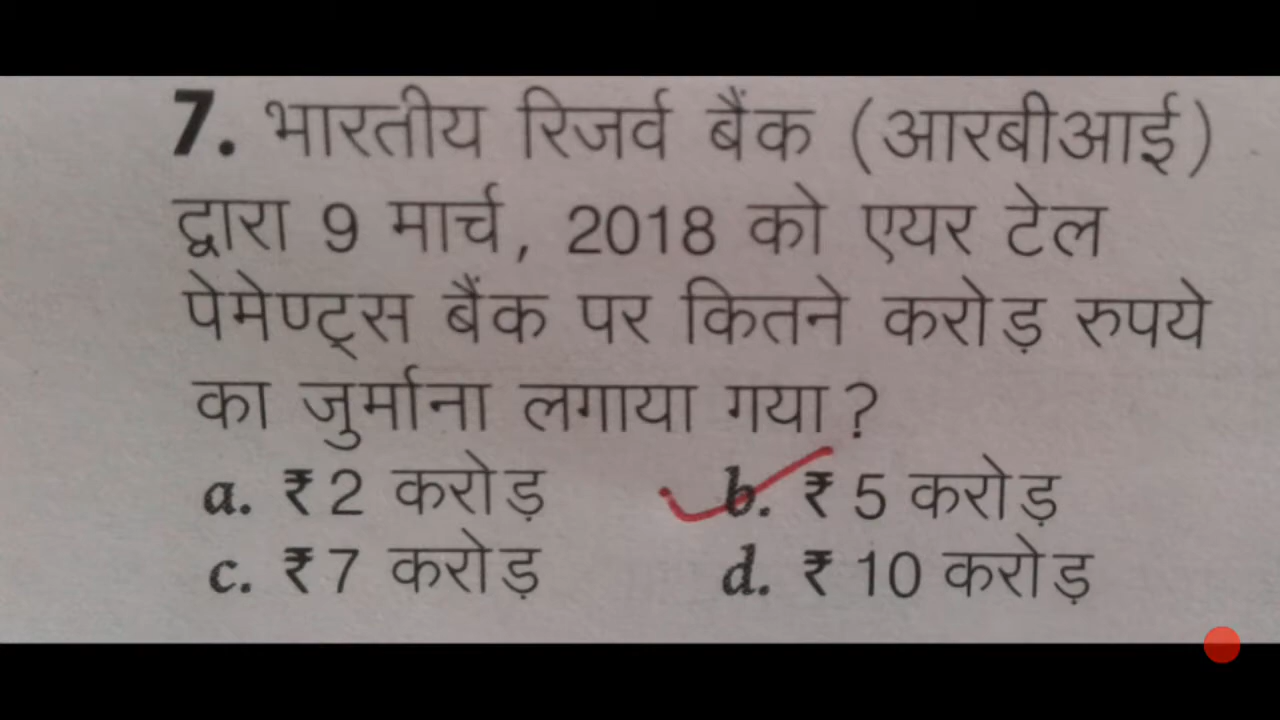 7. भारतीय रिजर्व बैंक (आरबीआई)
द्वारा 9 मार्च, 2018 को एयर टेल
पेमेण्ट्स बैंक पर कितने करोड़ रुपये
का जुर्माना लगाया गया?
a. ₹ 2 करोड़ b. ₹ 5 करोड़
c. ₹ 7 करोड़ d. ₹ 10 करोड़